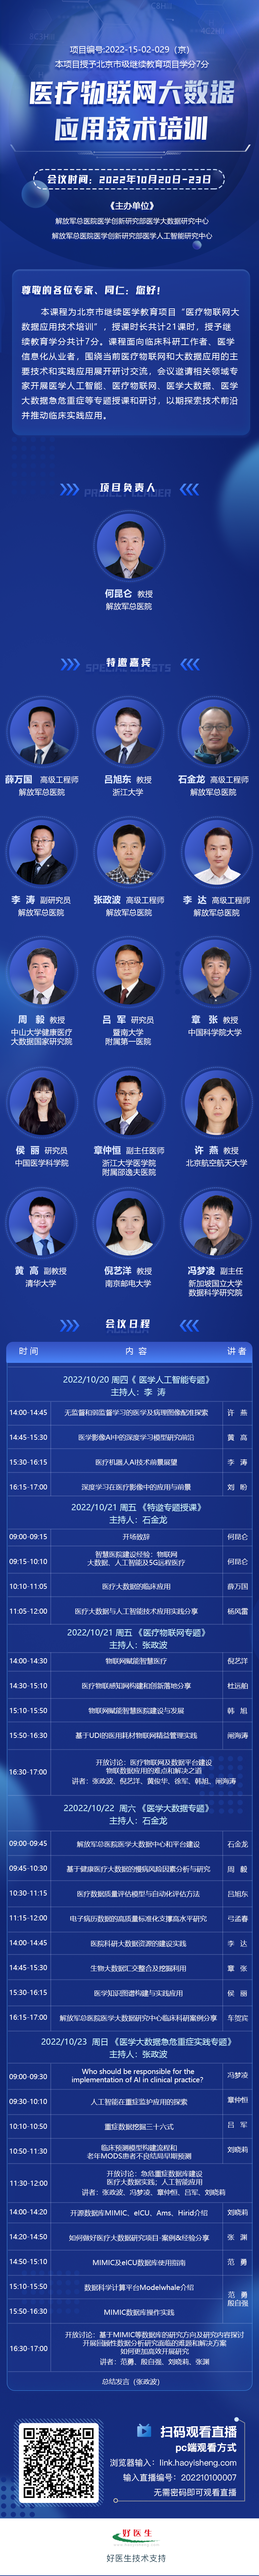 项目编号:2022-15-02-029（京）
本项目授予北京市级继续教育项目学分7分
医疗物联网大数据
应用技术培训
会议时间：2022年10月20日-23日
《主办单位》
解放军总医院医学创新研究部医学大数据研究中心
解放军总医院医学创新研究部医学人工智能研究中心
尊敬的各位专家、同仁：您好！
本课程为北京市级继续医学教育项目“医疗物联网大
数据应用技术培训”，授课时长共计21课时，授予继
续教育学分共计7分。课程面向临床科研工作者、医学
信息化从业者，围绕当前医疗物联网和大数据应用的主
要技术和实践应用展开研讨交流，会议邀请相关领域专
家开展医学人工智能、医疗物联网、医学大数据、医学
大数据急危重症等专题授课和研讨，以期探索技术前沿
并推动临床实践应用。
项目负责人
PROJECT LEADER
何昆仑 教授
解放军总医院
特邀嘉宾
SPECIAL GUESTS
薛万国 高级工程师
解放军总医院
吕旭东 教授
浙江大学
石金龙 高级工程师
解放军总医院
李 涛 副研究员
解放军总医院
张政波 高级工程师
解放军总医院
李 达 高级工程师
解放军总医院
周 毅 教授
中山大学健康医疗
大数据国家研究院
吕 军 研究员
暨南大学
附属第一医院
章 张 教授
中国科学院大学
侯 丽 研究员
中国医学科学院
章仲恒 副主任医师
浙江大学医学院
附属邵逸夫医院
许 燕 教授
北京航空航天大学
黄 高 副教授
清华大学
倪艺洋 教授
南京邮电大学
冯梦凌 副主任
新加坡国立大学
数据科学研究院
会议日程
时间 内容 讲者
2022/10/20 周四《 医学人工智能专题》
主持人：李 涛
14:00-14:45 无监督和弱监督学习的医学及病理图像配准探索 许 燕
14:45-15:30 医学影像AI中的深度学习模型研究前沿 黄 高
15:30-16:15 医疗机器人AI技术前景展望 李 涛
16:15-17:00 深度学习在医疗影像中的应用与前景 刘 盼
2022/10/21 周五 《特邀专题授课》
主持人：石金龙
09:00-09:15 开场致辞 何昆仑
09:15-10:10 智慧医院建设经验：物联网
大数据、人工智能及5G远程医疗 何昆仑
10:10-11:05 医疗大数据的临床应用 薛万国
11:05-12:00 医疗大数据与人工智能技术应用实践分享 杨风雷
2022/10/21 周五 《医疗物联网专题》
主持人：张政波
14:00-14:30 物联网赋能智慧医疗 倪艺洋
14:30-15:10 医疗物联感知网构建和创新落地分享 杜运舶
15:10-15:50 物联网赋能智慧医院建设与发展 韩 旭
15:50-16:30 基于UDI的医用耗材物联网精益管理实践 阚海涛
16:30-17:00 开放讨论：医疗物联网及数据平台建设
物联数据应用的难点和解决之道
讲者：张政波、倪艺洋、黄俊华、徐军、韩旭、阚海涛
22022/10/22 周六 《医学大数据专题》
主持人：石金龙
09:00-09:45 解放军总医院医学大数据中心和平台建设 石金龙
09:45-10:30 基于健康医疗大数据的慢病风险因素分析与研究 周 毅
10:30-11:15 医疗数据质量评估模型与自动化评估方法 吕旭东
11:15-12:00 电子病历数据的高质量标准化支撑高水平研究 弓孟春
14:00-14:45 医院科研大数据资源的建设实践 李 达
14:45-15:30 生物大数据汇交整合及挖掘利用 章 张
15:30-16:15 医学知识图谱构建与实践应用 侯 丽
16:15-17:00 解放军总医院医学大数据研究中心临床科研案例分享 车贺宾
2022/10/23 周日 《医学大数据急危重症实践专题》
主持人：张政波
09:00-09:30 Who should be responsible for the
implementation of AI in clinical practice? 冯梦凌
09:30-10:10 人工智能在重症监护应用的探索 章仲恒
10:10-10:50 重症数据挖掘三十六式 吕 军
10:50-11:30 临床预测模型构建流程和
老年MODS患者不良结局早期预测 刘晓莉
11:30-12:00 开放讨论：急危重症数据库建设
医疗大数据实践；人工智能应用
讲者：张政波、冯梦凌、章仲恒、吕军、刘晓莉
14:00-14:20 开源数据库MIMIC、eICU、Ams、Hirid介绍 刘晓莉
14:20-14:50 如何做好医疗大数据研究项目-案例&经验分享 张 渊
14:50-15:10 MIMIC及eICU数据库使用指南 范 勇
15:10-15:50 数据科学计算平台Modelwhale介绍 范 勇
殷自强
15:50-16:30 MIMIC数据库操作实践
16:30-17:00 开放讨论：基于MIMIC等数据库的研究方向及研究内容探讨
开展回顾性数据分析研究面临的难题和解决方案
如何更加高效开展研究
讲者：范勇、殷自强、刘晓莉、张渊
总结发言 (张政波)
扫码观看直播
pc端观看方式
浏览器输入：link.haoyisheng.com
输入直播编号：202210100007
无需密码即可观看直播
好医生
好医生技术支持